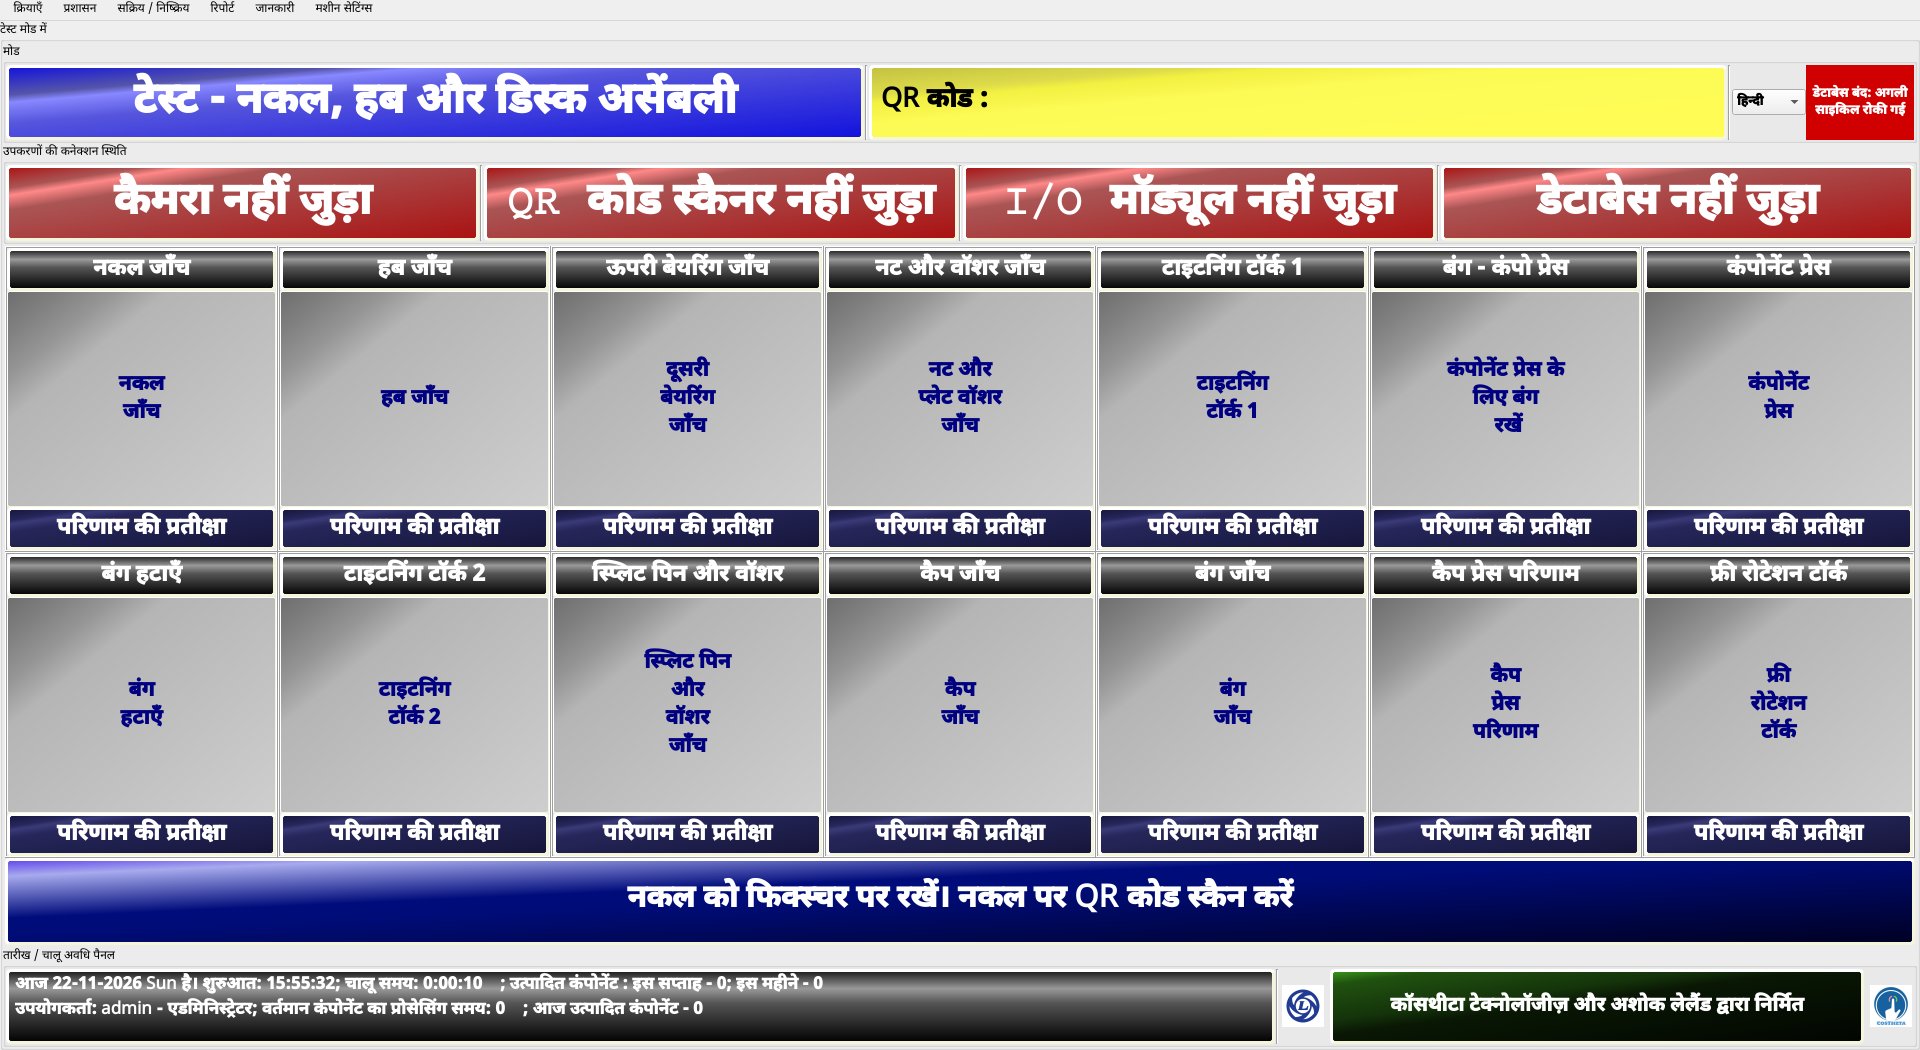 क्रियाएँ प्रशासन सक्रिय / निष्क्रिय रिपोर्ट जानकारी मशीन सेटिंग्स
टेस्ट मोड में
मोड
टेस्ट - नकल, हब और डिस्क असेंबली
QR कोड :
हिन्दी
डेटाबेस बंद: अगली
साइकिल रोकी गई
उपकरणों की कनेक्शन स्थिति
कैमरा नहीं जुड़ा
QR कोड स्कैनर नहीं जुड़ा
I/O मॉड्यूल नहीं जुड़ा
डेटाबेस नहीं जुड़ा
नकल जाँच
हब जाँच
ऊपरी बेयरिंग जाँच
नट और वॉशर जाँच
टाइटनिंग टॉर्क 1
बंग - कंपो प्रेस
कंपोनेंट प्रेस
नकल
जाँच
हब जाँच
दूसरी
बेयरिंग
जाँच
नट और
प्लेट वॉशर
जाँच
टाइटनिंग
टॉर्क 1
कंपोनेंट प्रेस के
लिए बंग
रखें
कंपोनेंट
प्रेस
परिणाम की प्रतीक्षा
परिणाम की प्रतीक्षा
परिणाम की प्रतीक्षा
परिणाम की प्रतीक्षा
परिणाम की प्रतीक्षा
परिणाम की प्रतीक्षा
परिणाम की प्रतीक्षा
बंग हटाएँ
टाइटनिंग टॉर्क 2
स्प्लिट पिन और वॉशर
कैप जाँच
बंग जाँच
कैप प्रेस परिणाम
फ्री रोटेशन टॉर्क
बंग
हटाएँ
टाइटनिंग
टॉर्क 2
स्प्लिट पिन
और
वॉशर
जाँच
कैप
जाँच
बंग
जाँच
कैप
प्रेस
परिणाम
फ्री
रोटेशन
टॉर्क
परिणाम की प्रतीक्षा
परिणाम की प्रतीक्षा
परिणाम की प्रतीक्षा
परिणाम की प्रतीक्षा
परिणाम की प्रतीक्षा
परिणाम की प्रतीक्षा
परिणाम की प्रतीक्षा
नकल को फिक्स्चर पर रखें। नकल पर QR कोड स्कैन करें
तारीख / चालू अवधि पैनल
आज 22-11-2026 Sun है। शुरुआत: 15:55:32; चालू समय: 0:00:10 ; उत्पादित कंपोनेंट : इस सप्ताह - 0; इस महीने - 0
उपयोगकर्ता: admin - एडमिनिस्ट्रेटर; वर्तमान कंपोनेंट का प्रोसेसिंग समय: 0 ; आज उत्पादित कंपोनेंट - 0
कॉसथीटा टेक्नोलॉजीज़ और अशोक लेलैंड द्वारा निर्मित
COSTHETA